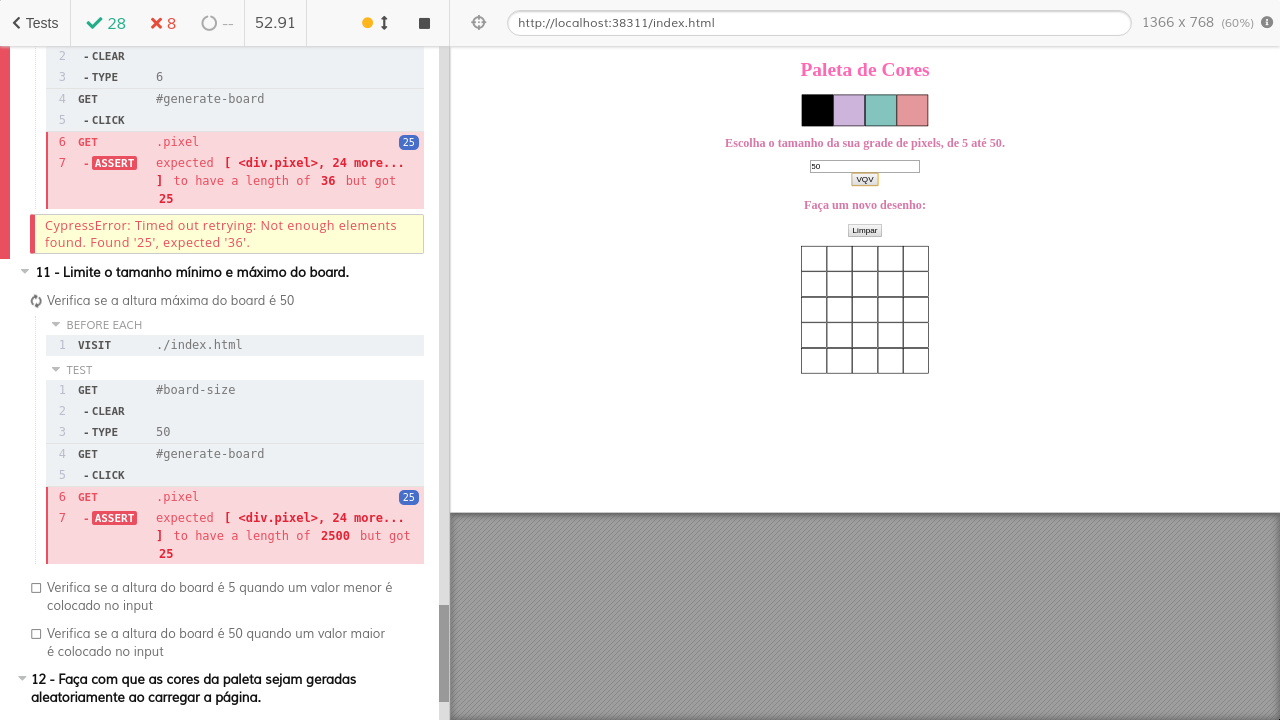 Tests 28 8 -- 52.91
http://localhost:38311/index.html 1366 x 768 (60%)
2 - CLEAR
3 - TYPE 6
4 GET #generate-board
5 - CLICK
6 GET .pixel 25
7 - ASSERT expected [ <div.pixel>, 24 more...
] to have a length of 36 but got
25
CypressError: Timed out retrying: Not enough elements
found. Found '25', expected '36'.
11 - Limite o tamanho mínimo e máximo do board.
Verifica se a altura máxima do board é 50
BEFORE EACH
1 VISIT ./index.html
TEST
1 GET #board-size
2 - CLEAR
3 - TYPE 50
4 GET #generate-board
5 - CLICK
6 GET .pixel 25
7 - ASSERT expected [ <div.pixel>, 24 more...
] to have a length of 2500 but got
25
Verifica se a altura do board é 5 quando um valor menor é
colocado no input
Verifica se a altura do board é 50 quando um valor maior
é colocado no input
12 - Faça com que as cores da paleta sejam geradas
aleatoriamente ao carregar a página.
Paleta de Cores
Escolha o tamanho da sua grade de pixels, de 5 até 50.
50
VQV
Faça um novo desenho:
Limpar